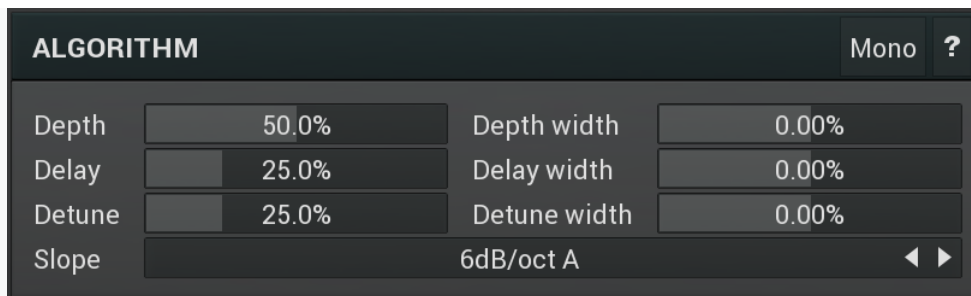 ALGORITHM Mono ?
Depth 50.0% Depth width 0.00%
Delay 25.0% Delay width 0.00%
Detune 25.0% Detune width 0.00%
Slope 6dB/oct A